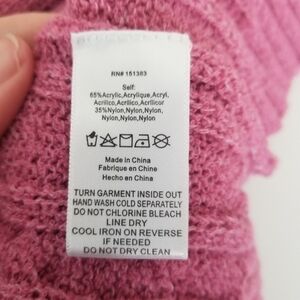 RN# 151383
Self:
65%Acrylic,Acrylique,Acryl,
Acrilico,Acrílico,Acrilicor
35%Nylon,Nylon,Nylon,
Nylon,Nylon,Nylon
Made in China
Fabriqué en Chine
Hecho en China
TURN GARMENT INSIDE OUT
HAND WASH COLD SEPARATELY
DO NOT CHLORINE BLEACH
LINE DRY
COOL IRON ON REVERSE
IF NEEDED
DO NOT DRY CLEAN